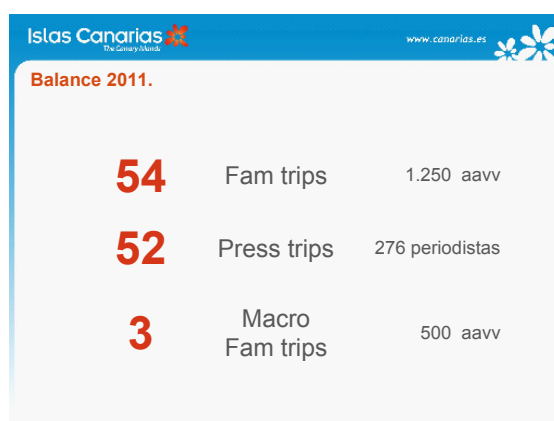 Islas Canarias
The Canary Islands
www.canarias.es
Balance 2011.
54 Fam trips 1.250 aavv
52 Press trips 276 periodistas
3 Macro Fam trips 500 aavv